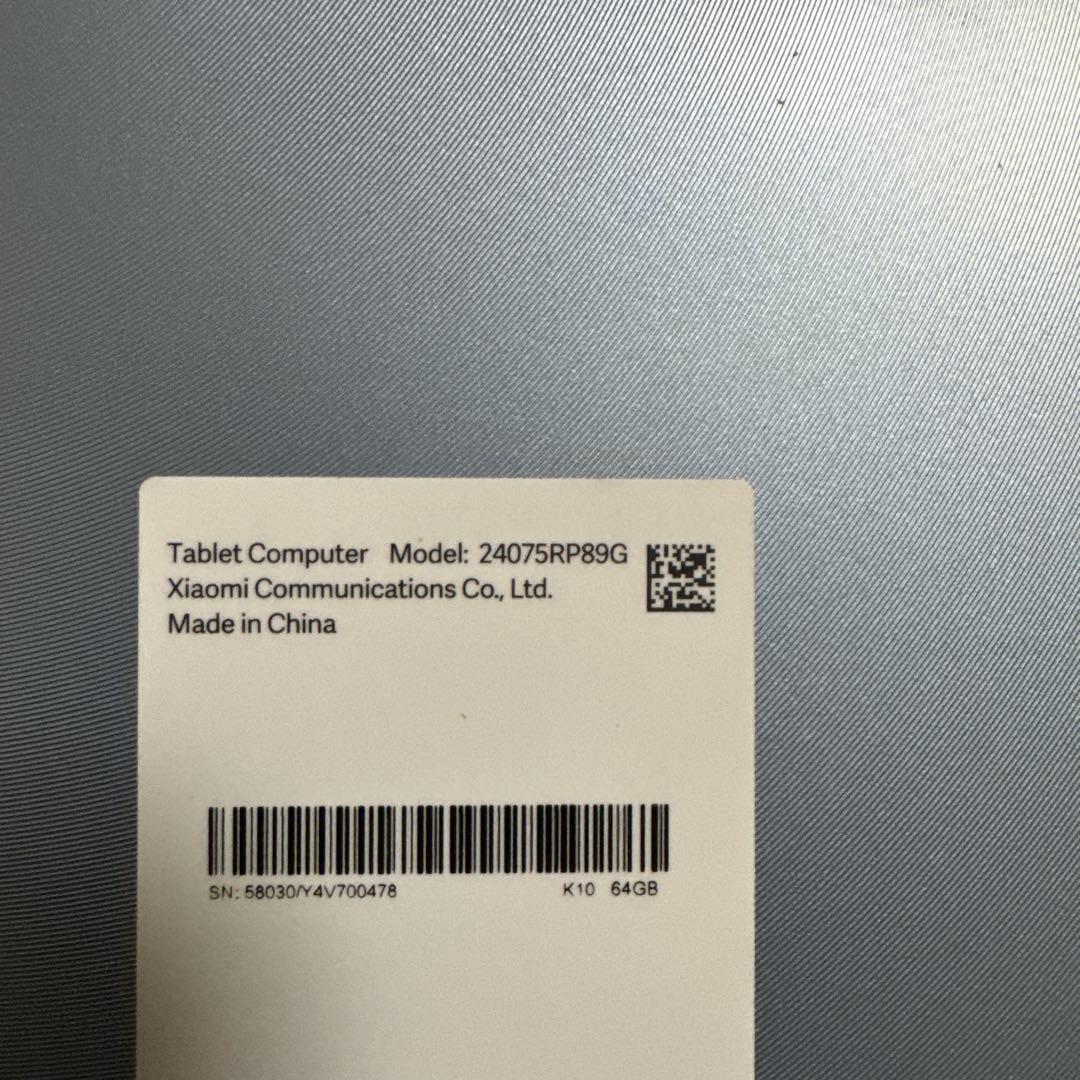 Tablet Computer Model: 24075RP89G
Xiaomi Communications Co., Ltd.
Made in China
SN: 58030/Y4V700478
K10 64GB